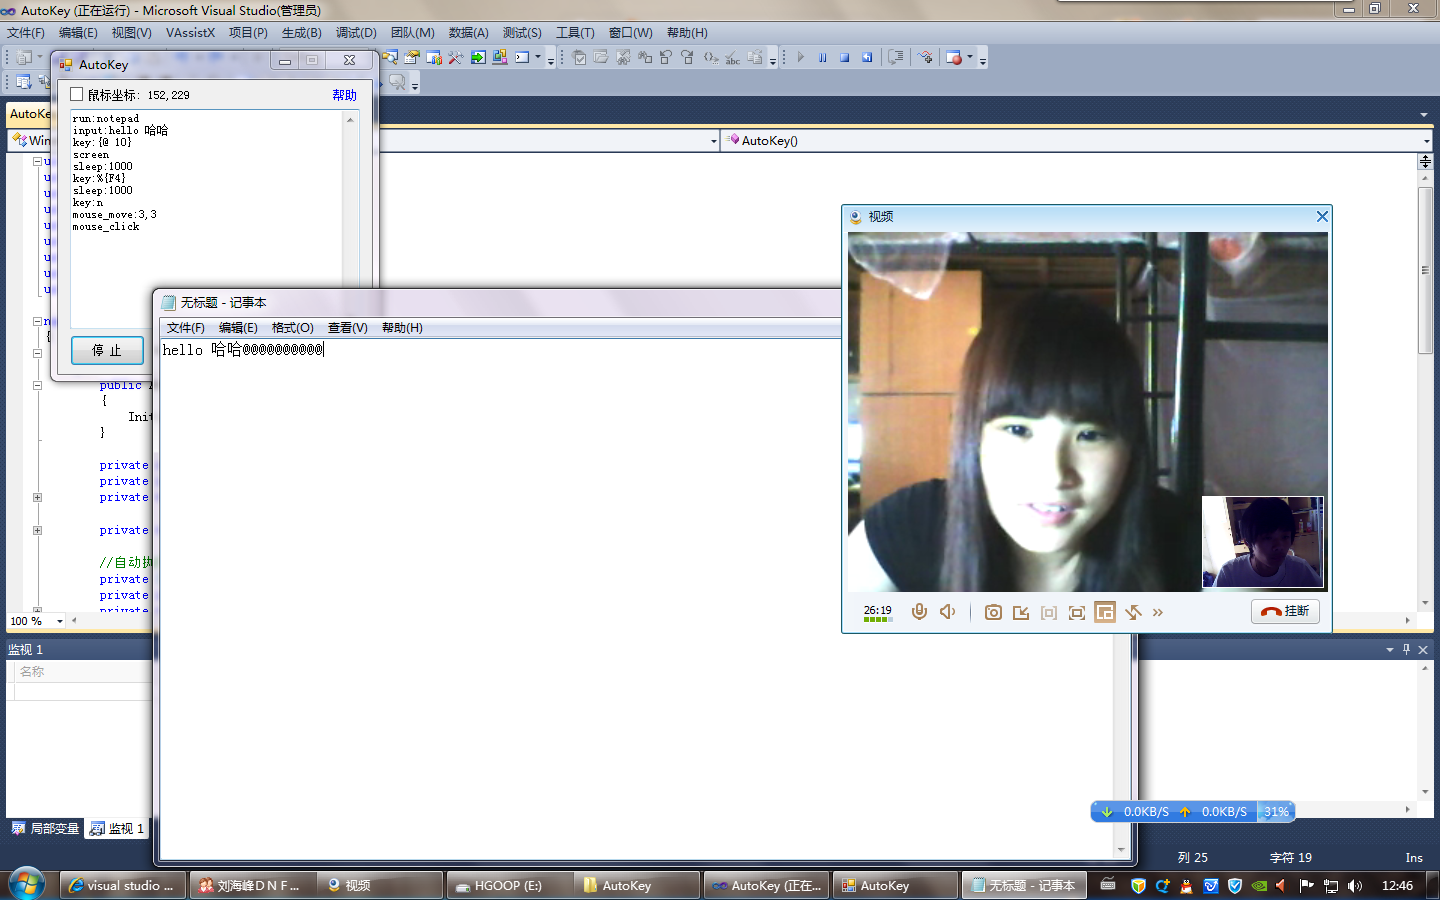 AutoKey (正在运行) - Microsoft Visual Studio(管理员)
文件(F) 编辑(E) 视图(V) VAssistX 项目(P) 生成(B) 调试(D) 团队(M) 数据(A) 测试(S) 工具(T) 窗口(W) 帮助(H)
AutoKey
鼠标坐标: 152,229 帮助
run:notepad
input:hello 哈哈
key:{@ 10}
screen
sleep:1000
key:%{F4}
sleep:1000
key:n
mouse_move:3,3
mouse_click
停 止
AutoKe
Win
AutoKey()
无标题 - 记事本
文件(F) 编辑(E) 格式(O) 查看(V) 帮助(H)
hello 哈哈@@@@@@@@@@
public
{
Init
}
private
private
private
private
//自动执
private
private
private
100 %
视频
26:19
挂断
监视 1
名称
局部变量 监视 1
0.0KB/S 0.0KB/S 31%
列 25 字符 19 Ins
visual studio ... 刘海峰DNF... 视频 HGOOP (E:) AutoKey AutoKey (正在... AutoKey 无标题 - 记事本 12:46